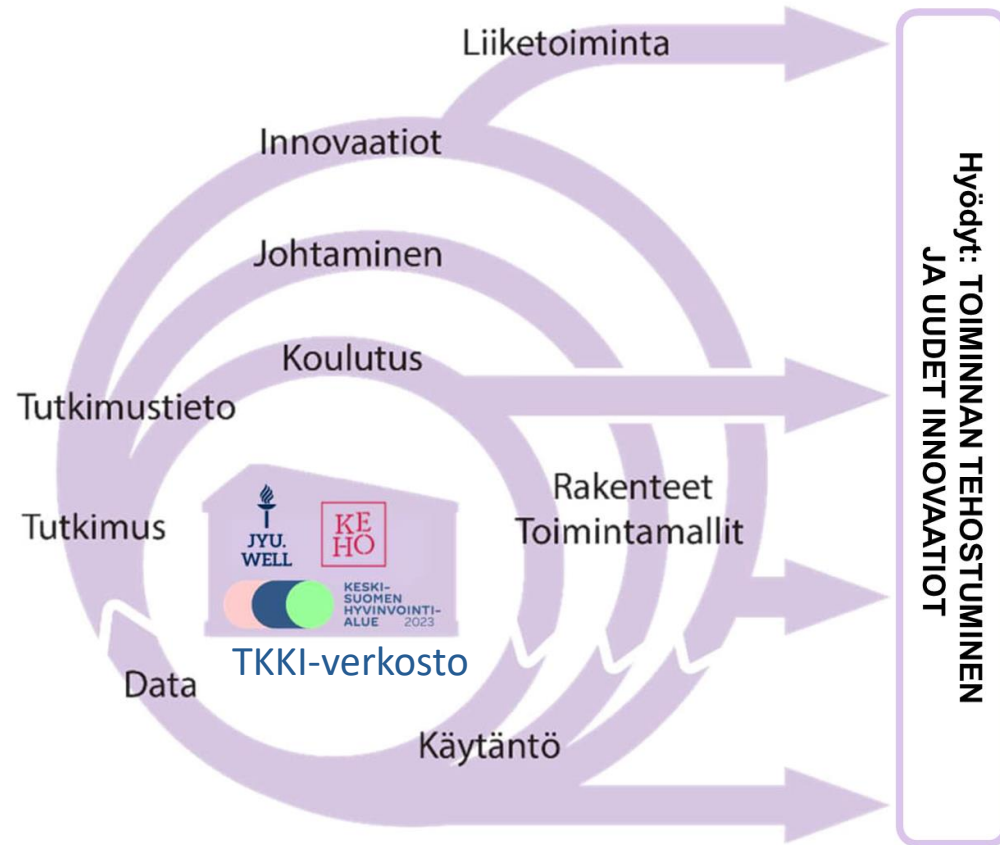 Liiketoiminta
Innovaatiot
Johtaminen
Koulutus
Tutkimustieto
Tutkimus
Rakenteet
Toimintamallit
JYU.
WELL
KE
HO
KESKI-
SUOMEN
HYVINVOINTI-
ALUE 2023
TKKI-verkosto
Data
Käytäntö
Hyödyt: TOIMINNAN TEHOSTUMINEN
JA UUDET INNOVAATIOT